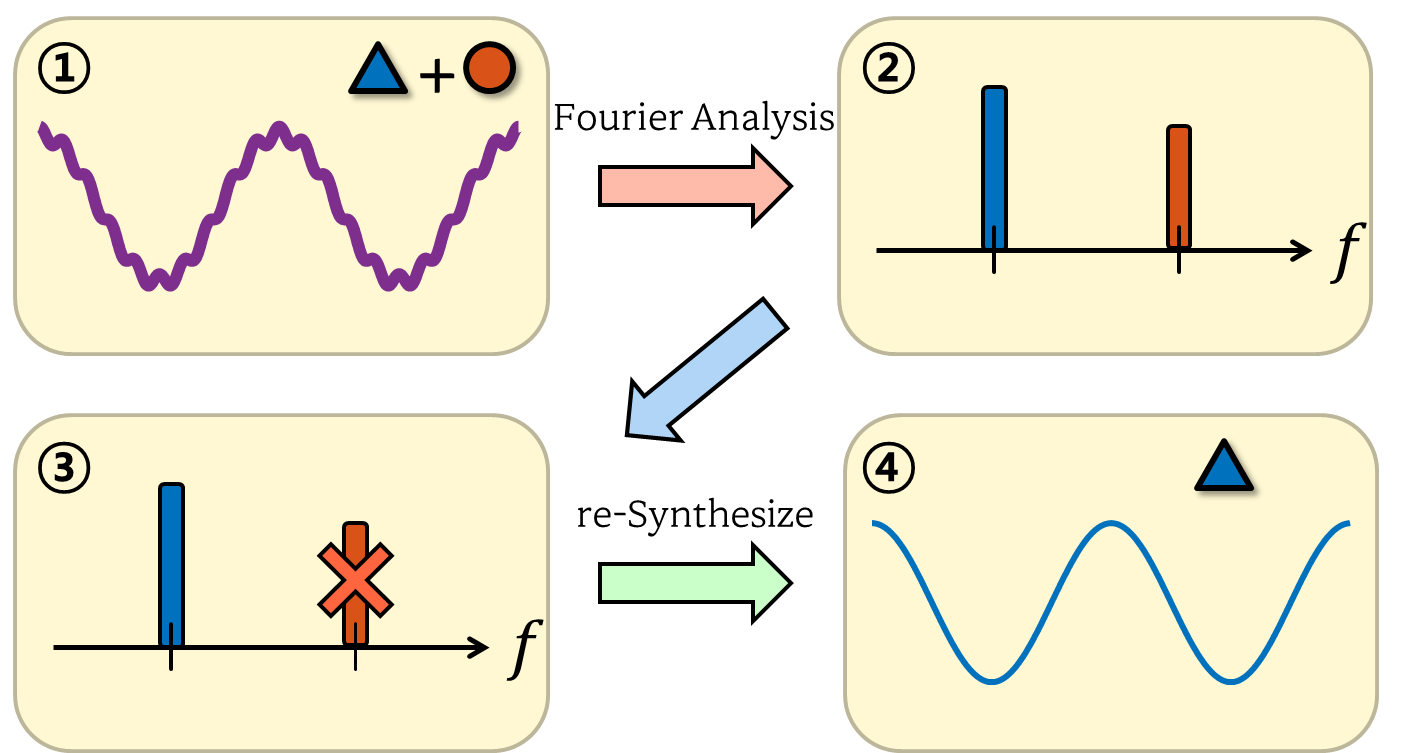 ①
+
Fourier Analysis
②
f
③
f
re-Synthesize
④